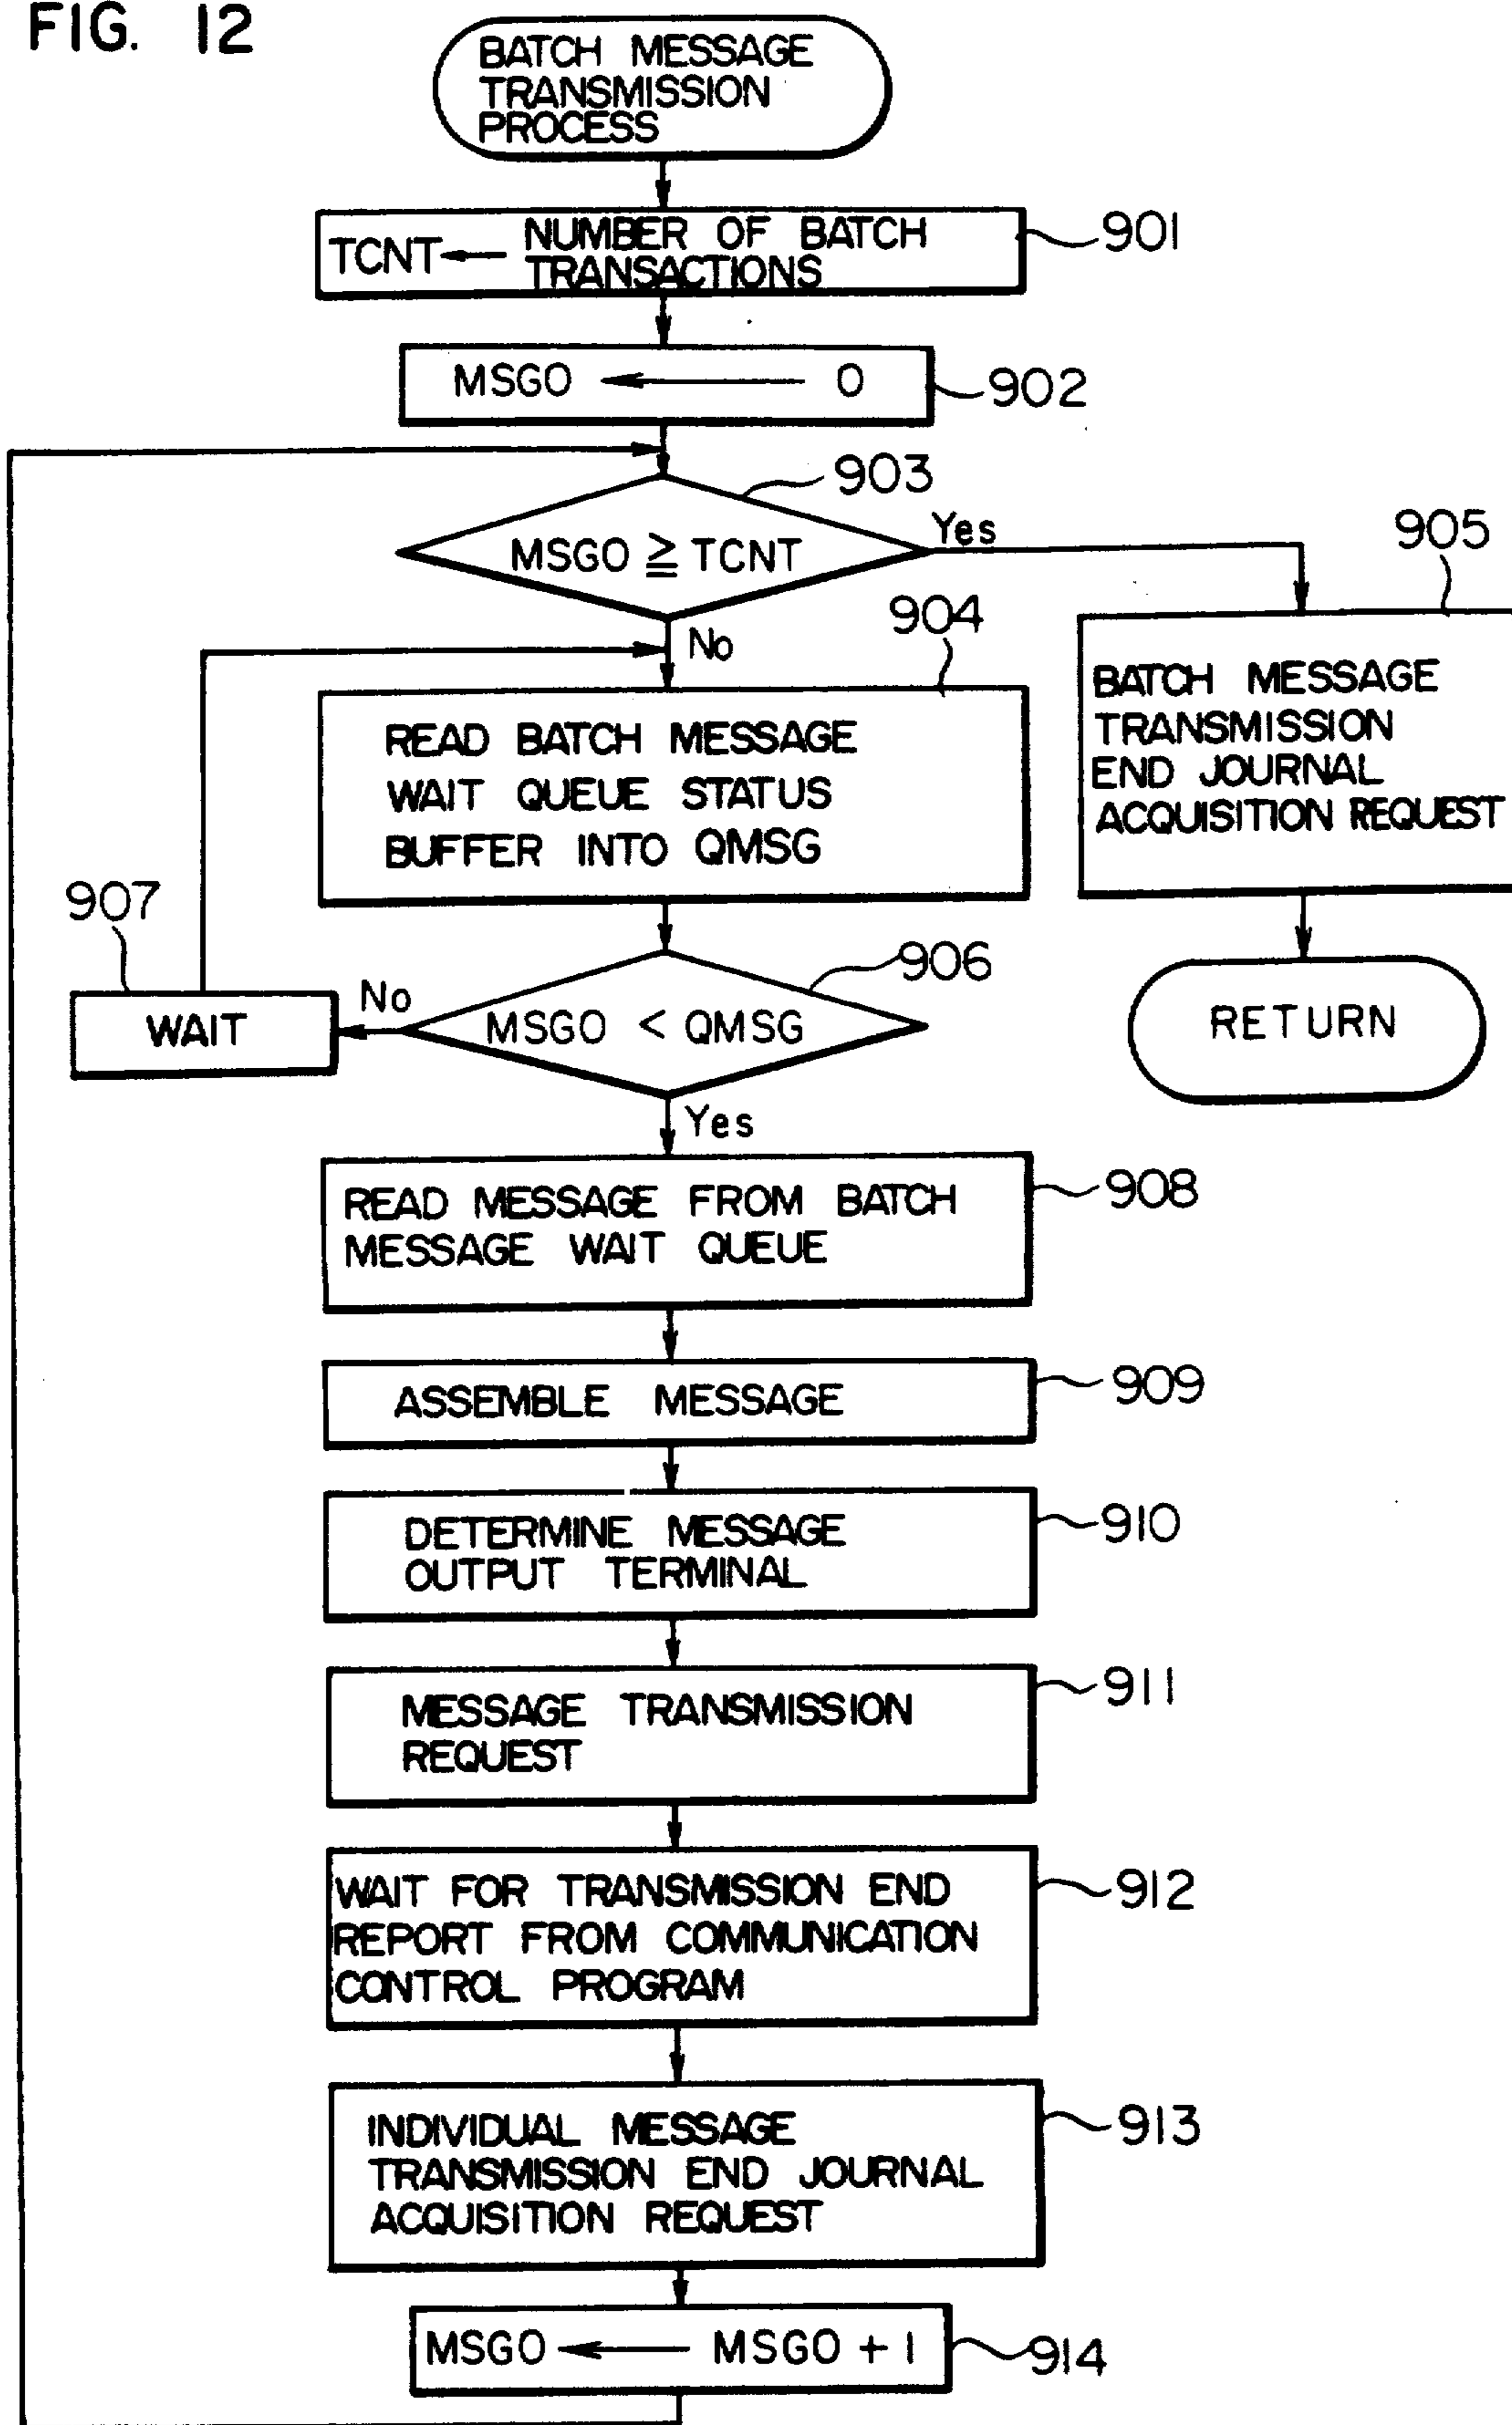 FIG. 12
BATCH MESSAGE
TRANSMISSION
PROCESS
TCNT ← NUMBER OF BATCH
TRANSACTIONS
901
MSGO ← 0
902
903
MSGO ≧ TCNT
Yes
905
No
904
READ BATCH MESSAGE
WAIT QUEUE STATUS
BUFFER INTO QMSG
BATCH MESSAGE
TRANSMISSION
END JOURNAL
ACQUISITION REQUEST
907
906
WAIT
No
MSGO < QMSG
RETURN
Yes
READ MESSAGE FROM BATCH
MESSAGE WAIT QUEUE
908
ASSEMBLE MESSAGE
909
DETERMINE MESSAGE
OUTPUT TERMINAL
910
MESSAGE TRANSMISSION
REQUEST
911
WAIT FOR TRANSMISSION END
REPORT FROM COMMUNICATION
CONTROL PROGRAM
912
INDIVIDUAL MESSAGE
TRANSMISSION END JOURNAL
ACQUISITION REQUEST
913
MSGO ← MSGO + 1
914